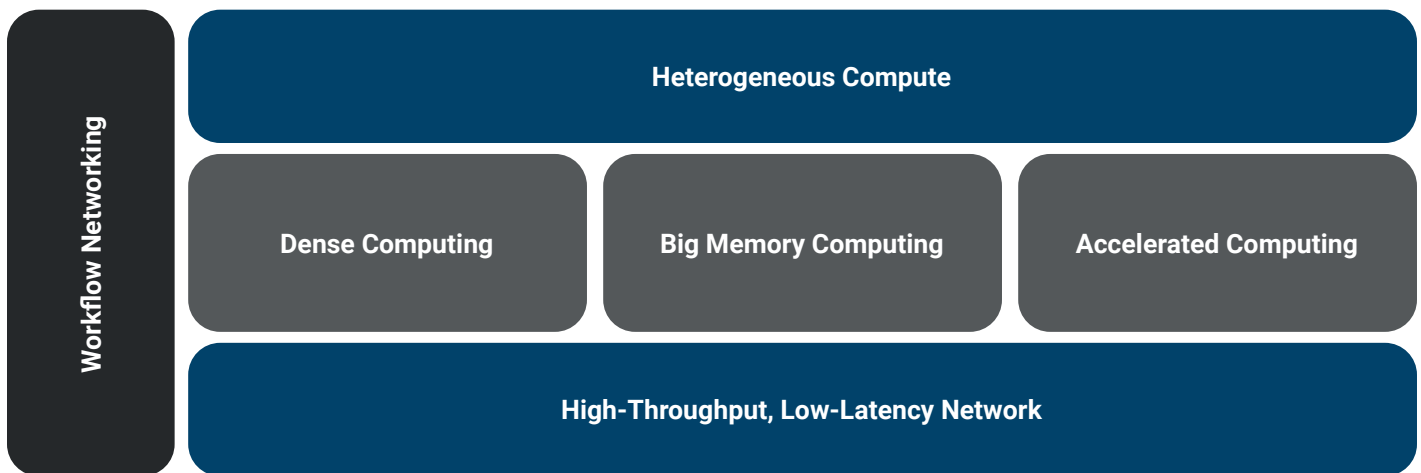 Workflow Networking
Heterogeneous Compute
Dense Computing
Big Memory Computing
Accelerated Computing
High-Throughput, Low-Latency Network